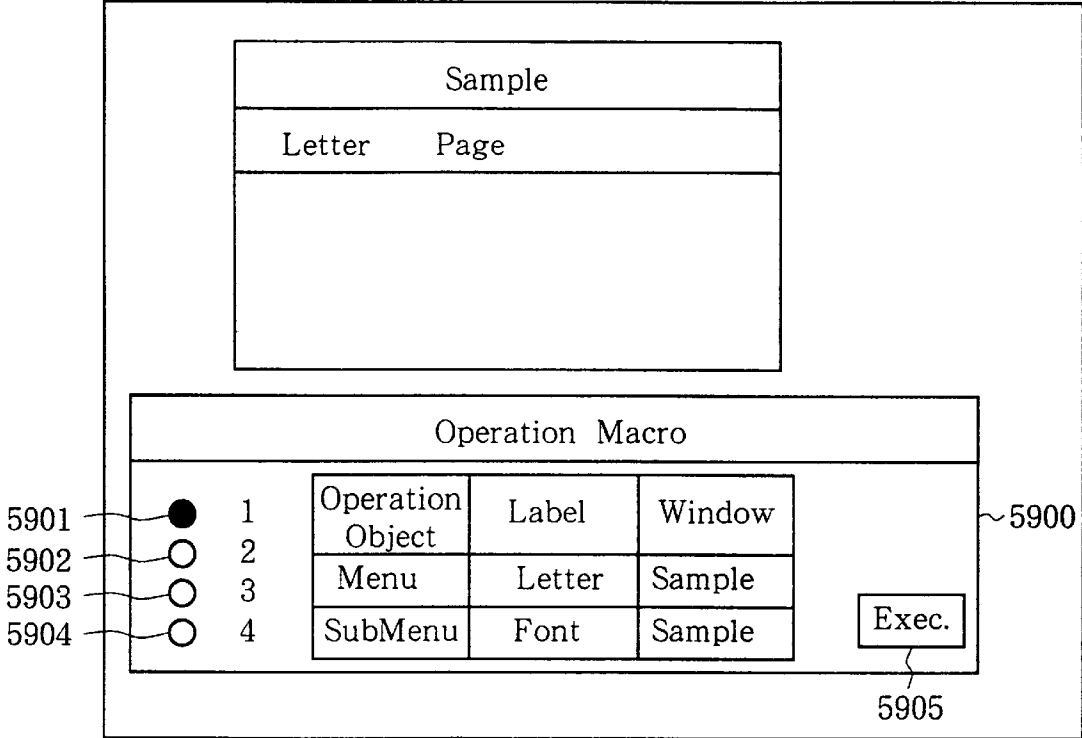 Sample
Letter Page
Operation Macro
5901 1 Operation Object Label Window 5900
5902 2
5903 3 Menu Letter Sample
5904 4 SubMenu Font Sample Exec.
5905